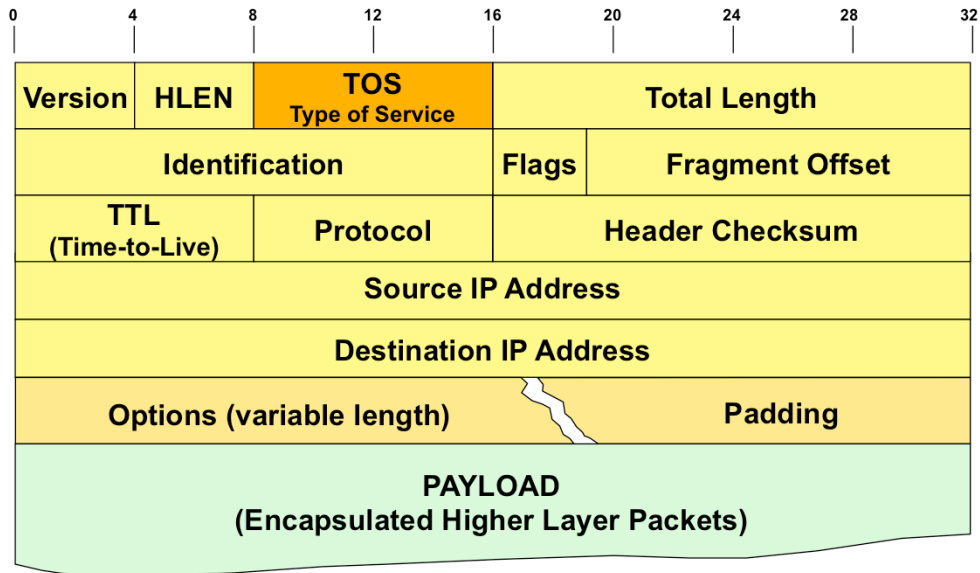 0 4 8 12 16 20 24 28 32
Version HLEN TOS Total Length
Type of Service
Identification Flags Fragment Offset
TTL Protocol Header Checksum
(Time-to-Live)
Source IP Address
Destination IP Address
Options (variable length) Padding
PAYLOAD
(Encapsulated Higher Layer Packets)